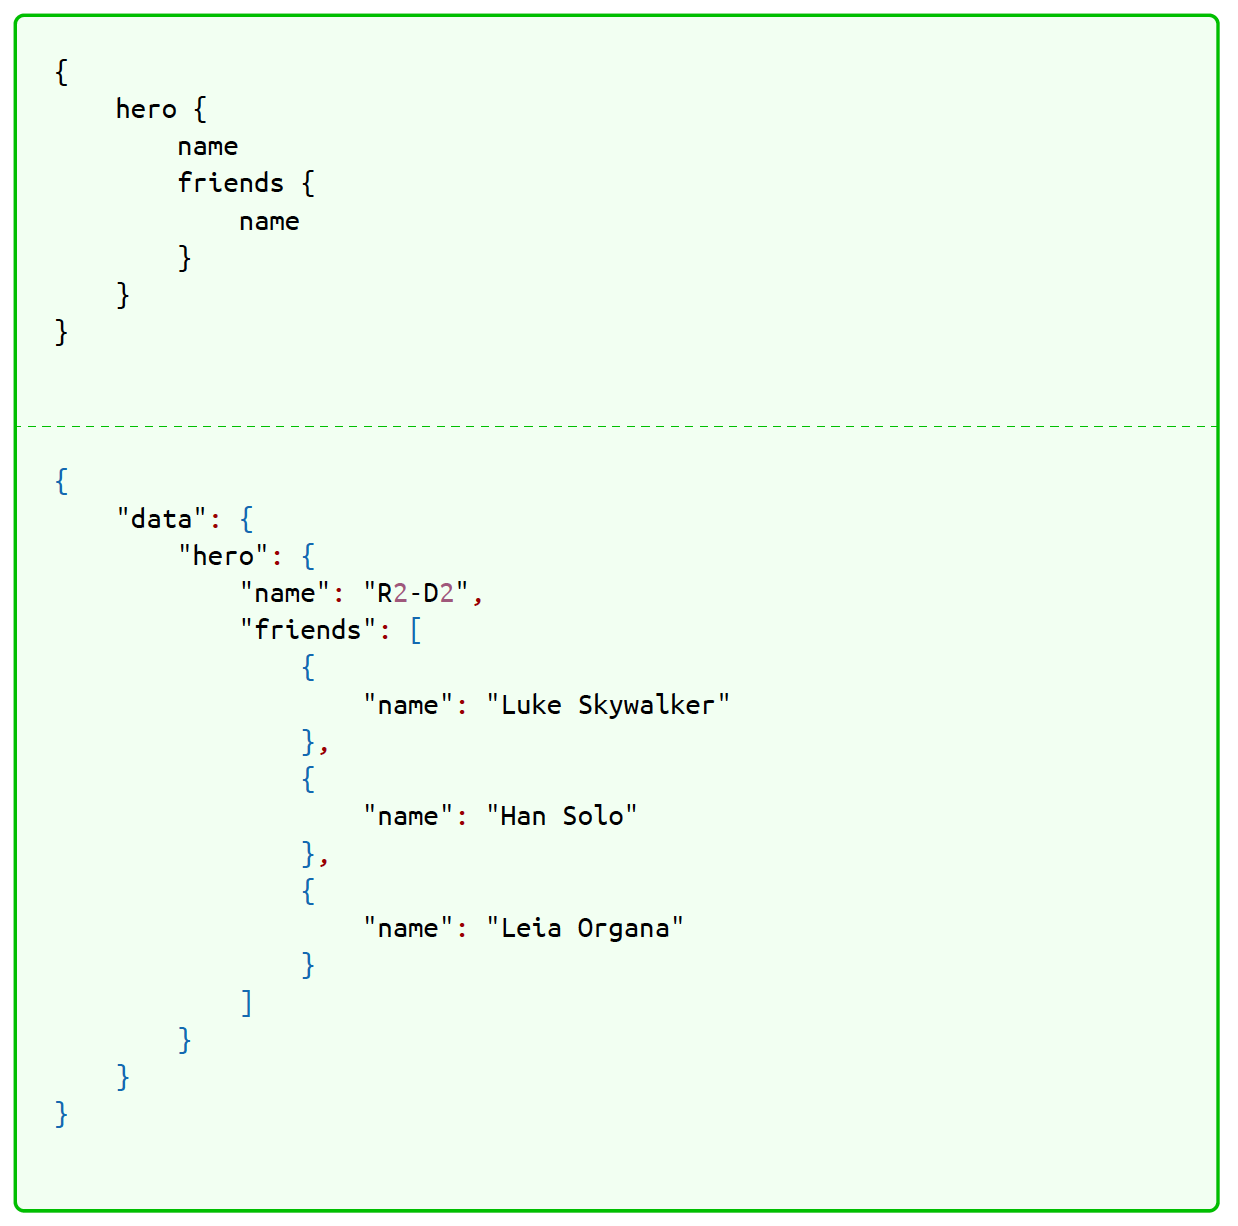 {
    hero {
        name
        friends {
            name
        }
    }
}
{
    "data": {
        "hero": {
            "name": "R2-D2",
            "friends": [
                {
                    "name": "Luke Skywalker"
                },
                {
                    "name": "Han Solo"
                },
                {
                    "name": "Leia Organa"
                }
            ]
        }
    }
}